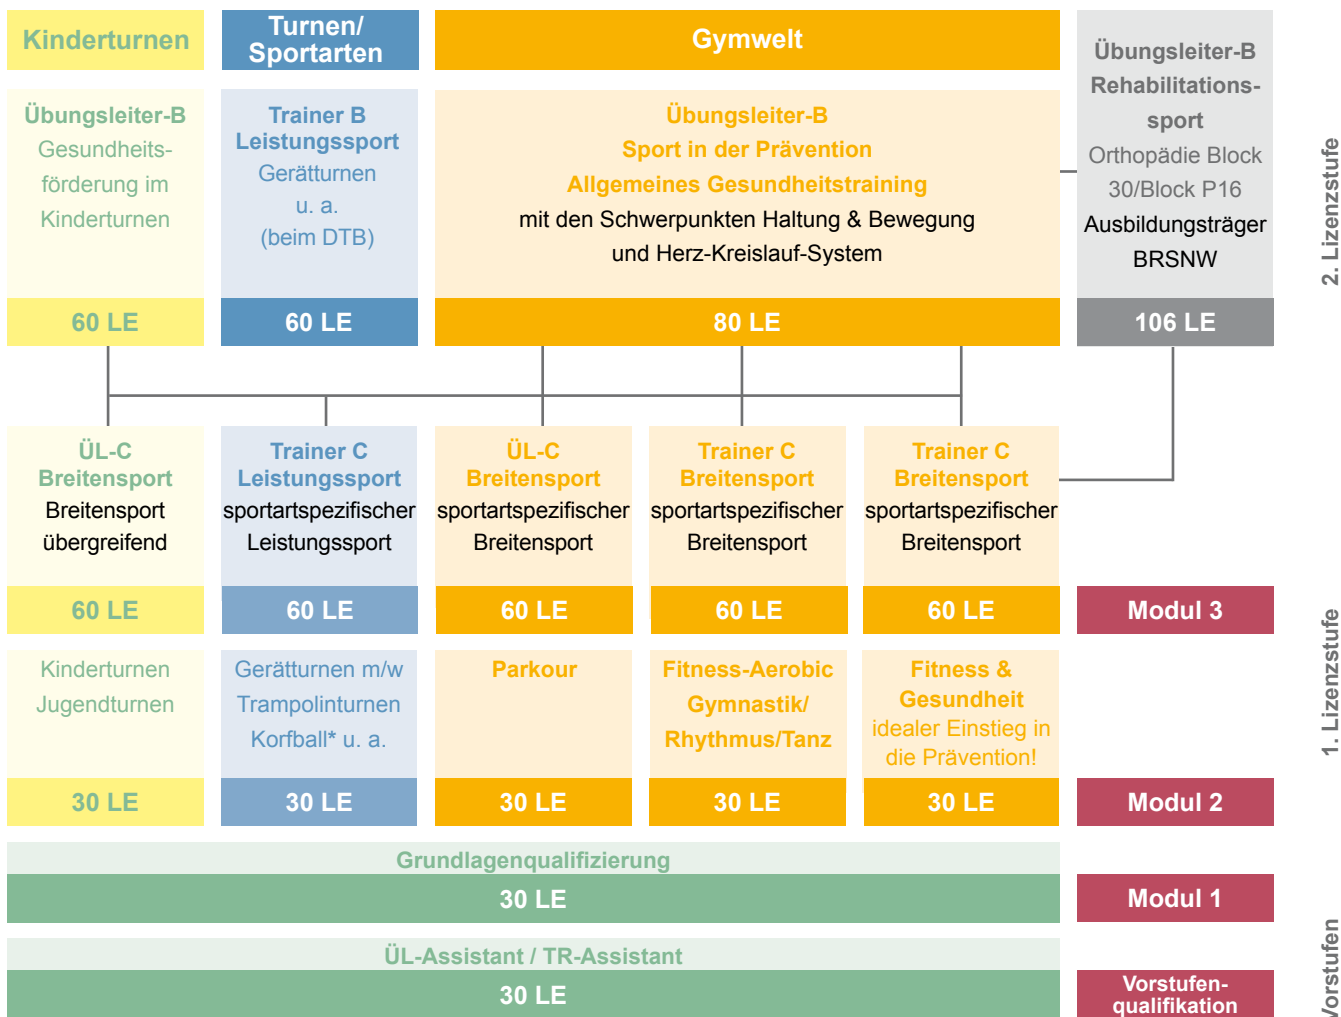 Kinderturnen
Turnen/
Sportarten
Gymwelt
Übungsleiter-B
Rehabilitations-
sport
Orthopädie Block
30/Block P16
Ausbildungsträger
BRSNW
Übungsleiter-B
Gesundheits-
förderung im
Kinderturnen
Trainer B
Leistungssport
Gerätturnen
u. a.
(beim DTB)
Übungsleiter-B
Sport in der Prävention
Allgemeines Gesundheitstraining
mit den Schwerpunkten Haltung & Bewegung
und Herz-Kreislauf-System
2. Lizenzstufe
60 LE
60 LE
80 LE
106 LE
ÜL-C
Breitensport
Breitensport
übergreifend
Trainer C
Leistungssport
sportartspezifischer
Leistungssport
ÜL-C
Breitensport
sportartspezifischer
Breitensport
Trainer C
Breitensport
sportartspezifischer
Breitensport
Trainer C
Breitensport
sportartspezifischer
Breitensport
60 LE
60 LE
60 LE
60 LE
60 LE
Modul 3
Kinderturnen
Jugendturnen
Gerätturnen m/w
Trampolinturnen
Korfball* u. a.
Parkour
Fitness-Aerobic
Gymnastik/
Rhythmus/Tanz
Fitness &
Gesundheit
idealer Einstieg in
die Prävention!
1. Lizenzstufe
30 LE
30 LE
30 LE
30 LE
30 LE
Modul 2
Grundlagenqualifizierung
30 LE
Modul 1
ÜL-Assistant / TR-Assistant
30 LE
Vorstufen-
qualifikation
Vorstufen